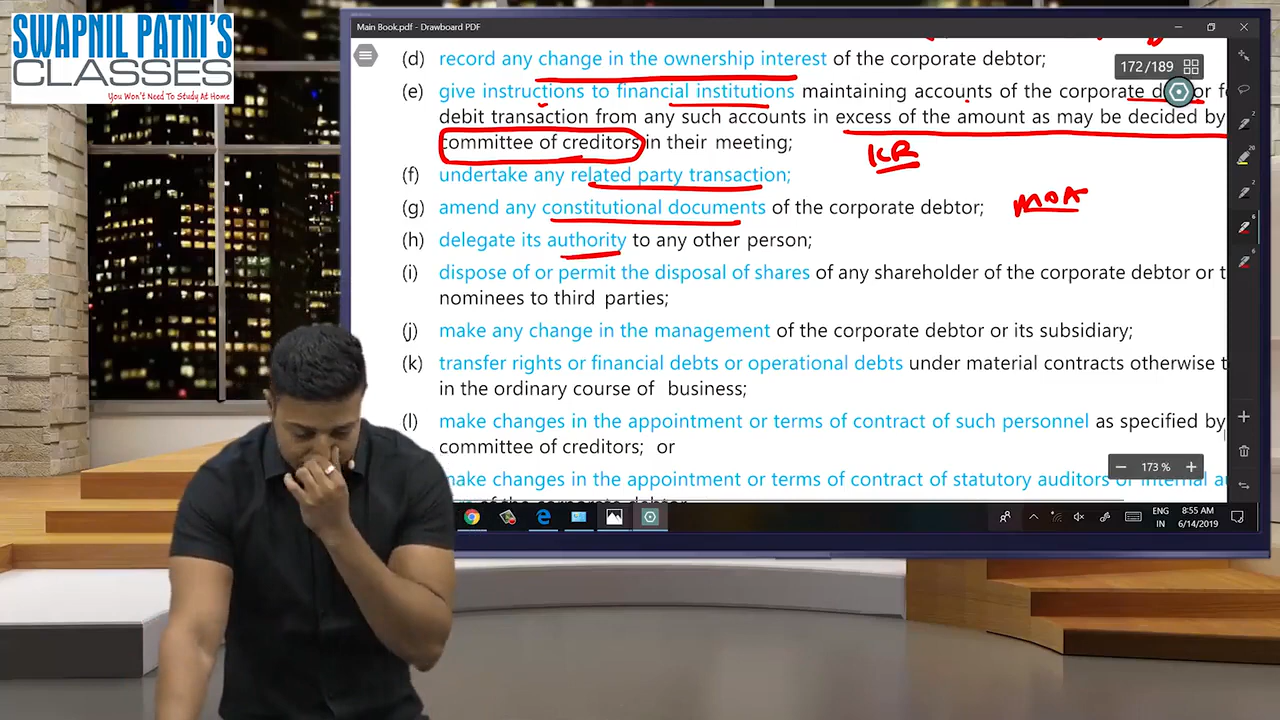 SWAPNIL PATNI'S
CLASSES
You Won't Need To Study At Home
Main Book.pdf - Drawboard PDF
172/189
(d) record any change in the ownership interest of the corporate debtor;
(e) give instructions to financial institutions maintaining accounts of the corporate
debit transaction from any such accounts in excess of the amount as may be decided by
committee of creditors in their meeting;
(f) undertake any related party transaction;
(g) amend any constitutional documents of the corporate debtor;
MOA
(h) delegate its authority to any other person;
(i) dispose of or permit the disposal of shares of any shareholder of the corporate debtor or
nominees to third parties;
(j) make any change in the management of the corporate debtor or its subsidiary;
(k) transfer rights or financial debts or operational debts under material contracts otherwise
in the ordinary course of business;
(l) make changes in the appointment or terms of contract of such personnel as specified by
committee of creditors; or
make changes in the appointment or terms of contract of statutory auditors or internal
173 %
ENG
IN
8:55 AM
6/14/2019